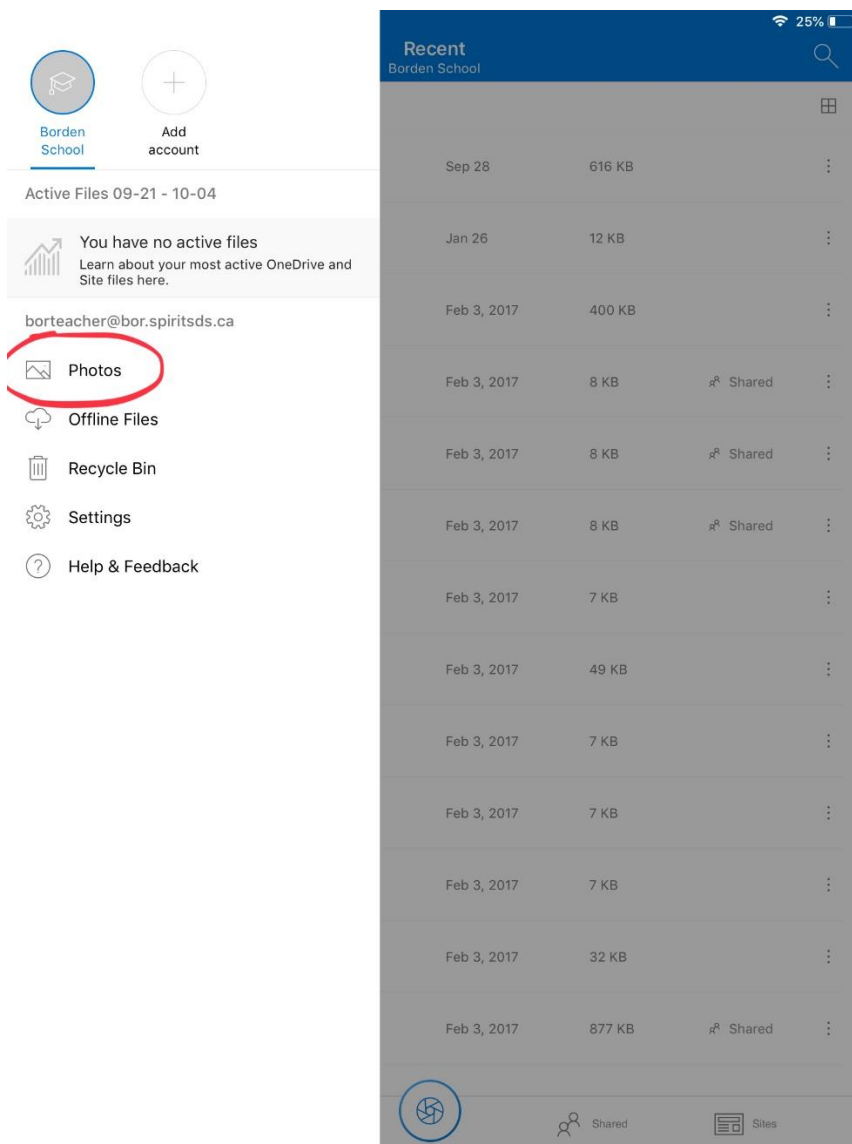 25%
Recent
Borden School
Borden School
Add account
Active Files 09-21 - 10-04
You have no active files
Learn about your most active OneDrive and
Site files here.
borteacher@bor.spiritsds.ca
Photos
Offline Files
Recycle Bin
Settings
? Help & Feedback
Sep 28 616 KB
Jan 26 12 KB
Feb 3, 2017 400 KB
Feb 3, 2017 8 KB Shared
Feb 3, 2017 8 KB Shared
Feb 3, 2017 8 KB Shared
Feb 3, 2017 7 KB
Feb 3, 2017 49 KB
Feb 3, 2017 7 KB
Feb 3, 2017 7 KB
Feb 3, 2017 7 KB
Feb 3, 2017 32 KB
Feb 3, 2017 877 KB Shared
Shared Sites